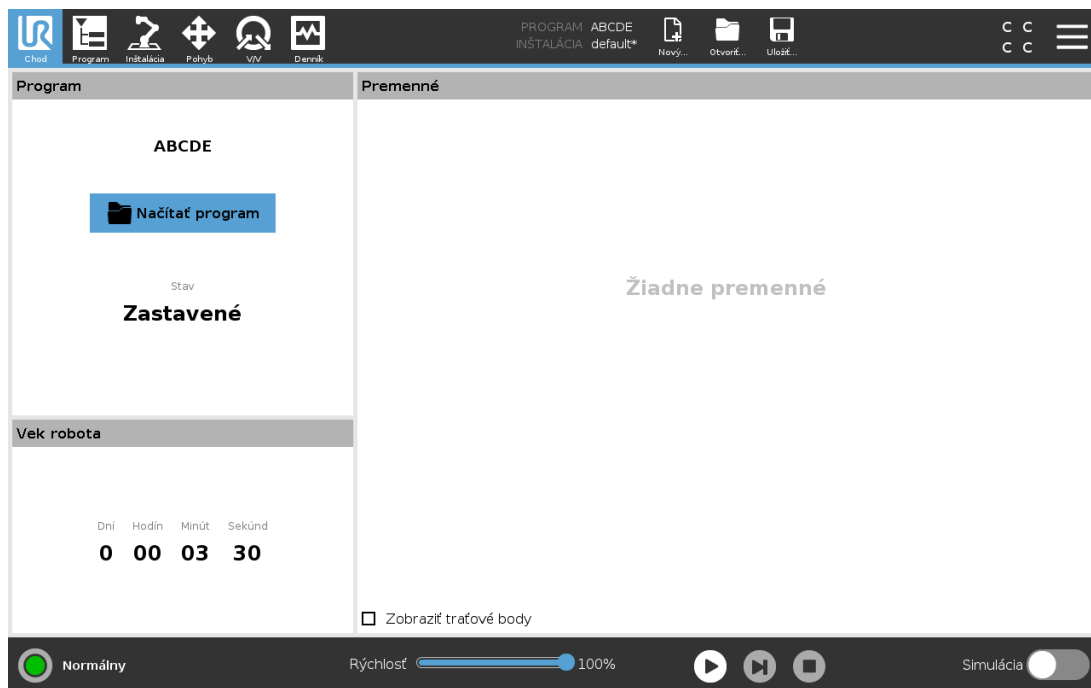 Chod
Program
Inštalácia
Pohyb
V/V
Denník
PROGRAM ABCDE
INŠTALÁCIA default*
Nový...
Otvoriť...
Uložiť...
C C
C C
Program
ABCDE
Načítať program
Stav
Zastavené
Vek robota
Dní Hodín Minút Sekúnd
0 00 03 30
Premenné
Žiadne premenné
Zobraziť traťové body
Normálny
Rýchlosť 100%
Simulácia